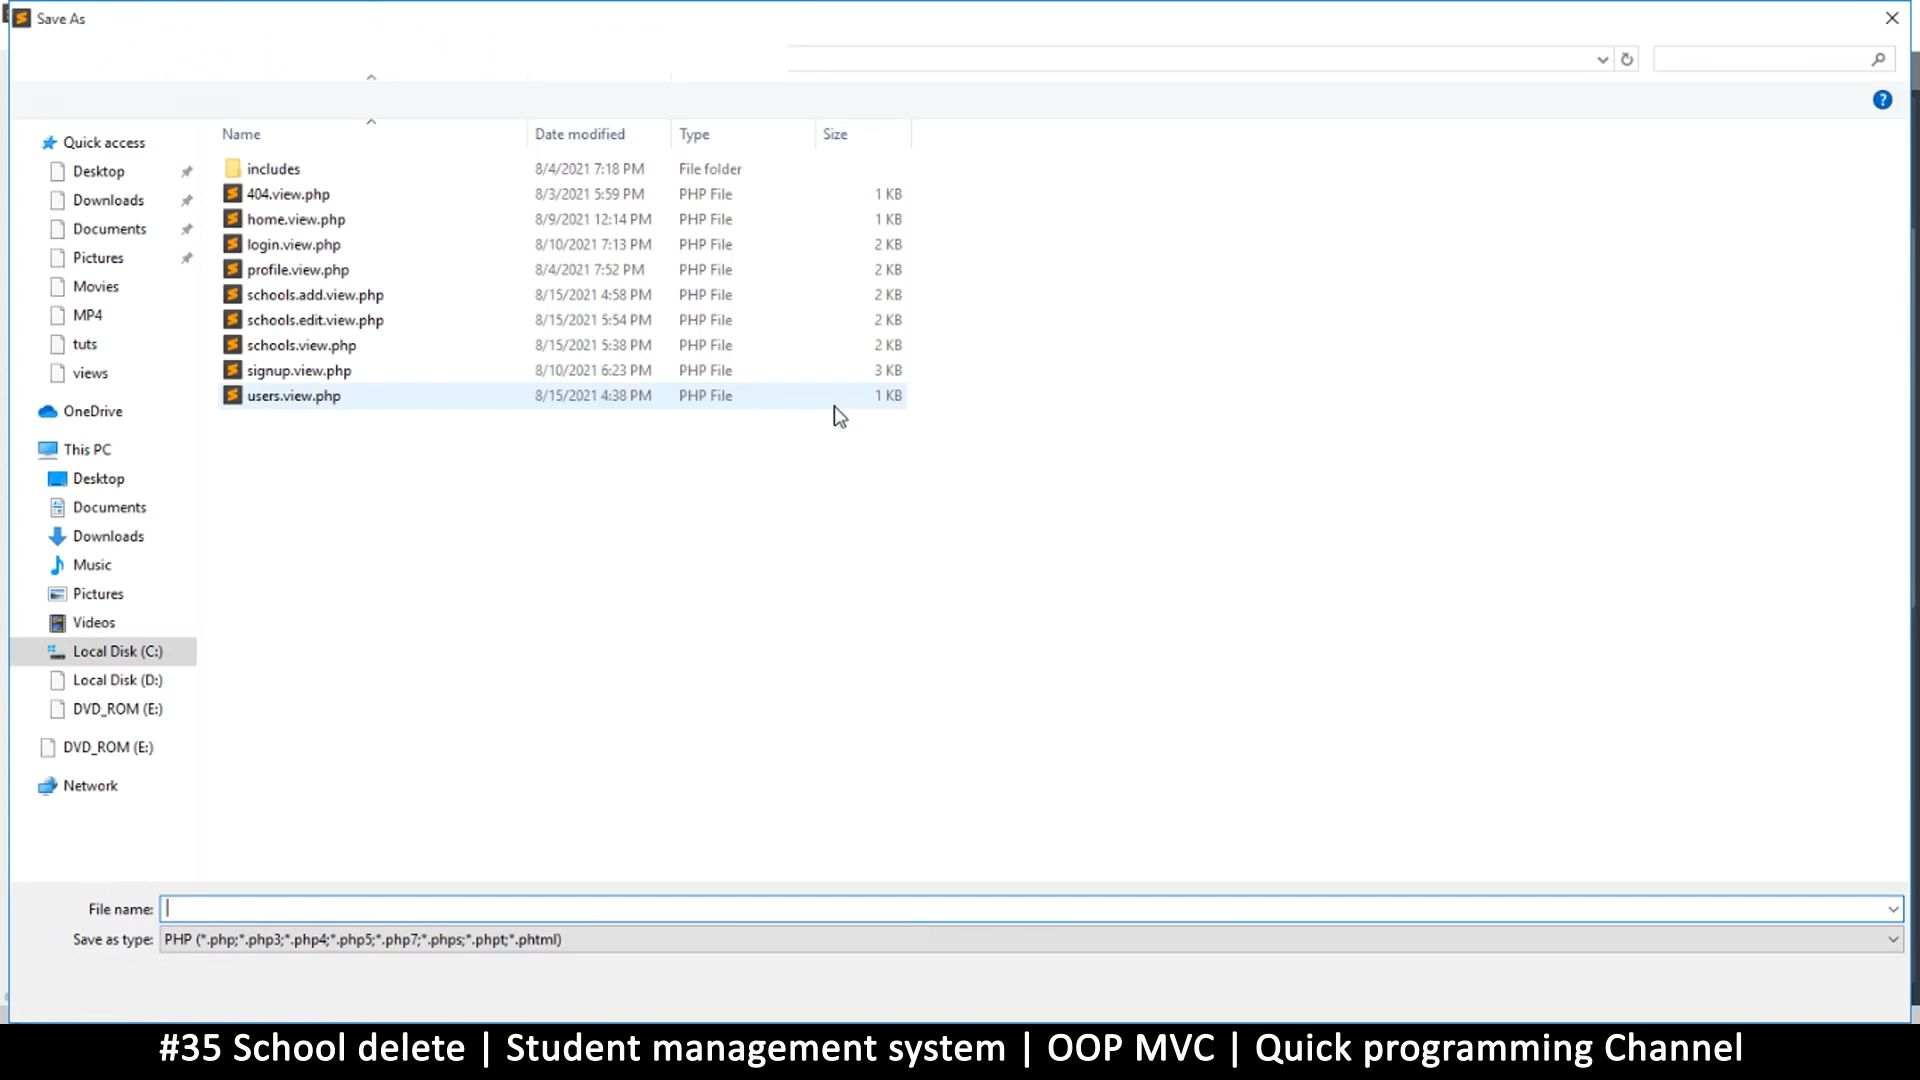 Save As
Name Date modified Type Size
Quick access
Desktop
Downloads
Documents
Pictures
Movies
MP4
tuts
views
OneDrive
This PC
Desktop
Documents
Downloads
Music
Pictures
Videos
Local Disk (C:)
Local Disk (D:)
DVD_ROM (E:)
DVD_ROM (E:)
Network
includes 8/4/2021 7:18 PM File folder
404.view.php 8/3/2021 5:59 PM PHP File 1 KB
home.view.php 8/9/2021 12:14 PM PHP File 1 KB
login.view.php 8/10/2021 7:13 PM PHP File 2 KB
profile.view.php 8/4/2021 7:52 PM PHP File 2 KB
schools.add.view.php 8/15/2021 4:58 PM PHP File 2 KB
schools.edit.view.php 8/15/2021 5:54 PM PHP File 2 KB
schools.view.php 8/15/2021 5:38 PM PHP File 2 KB
signup.view.php 8/10/2021 6:23 PM PHP File 3 KB
users.view.php 8/15/2021 4:38 PM PHP File 1 KB
File name:
Save as type: PHP (*.php;*.php3;*.php4;*.php5;*.php7;*.phps;*.phpt;*.phtml)
#35 School delete | Student management system | OOP MVC | Quick programming Channel